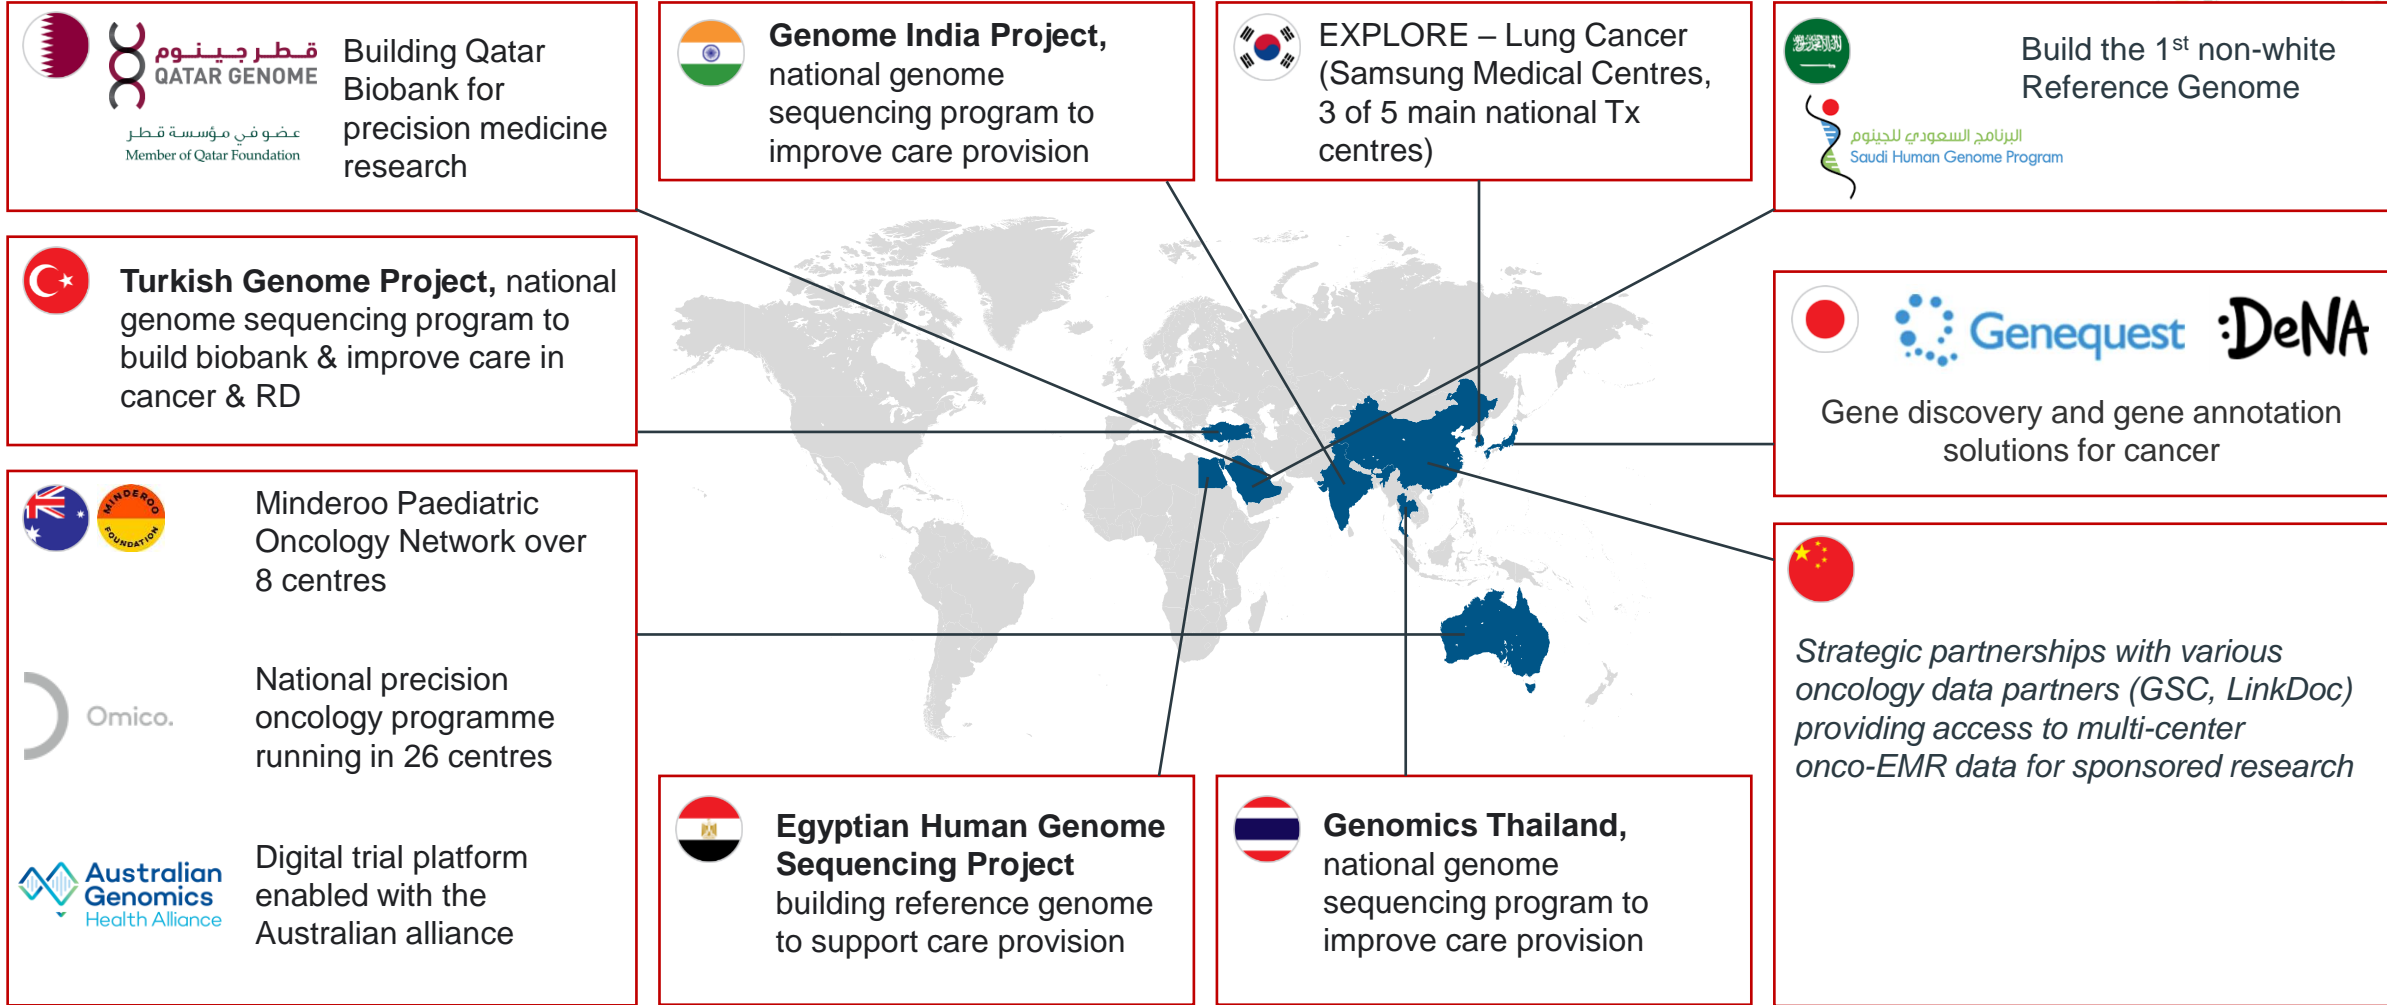 قطر جينوم
QATAR GENOME
عضو في مؤسسة قطر
Member of Qatar Foundation
Building Qatar
Biobank for
precision medicine
research
Genome India Project,
national genome
sequencing program to
improve care provision
EXPLORE – Lung Cancer
(Samsung Medical Centres,
3 of 5 main national Tx
centres)
Build the 1st non-white
Reference Genome
البرنامج السعودي للجينوم
Saudi Human Genome Program
Turkish Genome Project, national
genome sequencing program to
build biobank & improve care in
cancer & RD
Genequest
:DeNA
Gene discovery and gene annotation
solutions for cancer
MINDEROO
FOUNDATION
Minderoo Paediatric
Oncology Network over
8 centres
Omico.
National precision
oncology programme
running in 26 centres
Australian
Genomics
Health Alliance
Digital trial platform
enabled with the
Australian alliance
Strategic partnerships with various
oncology data partners (GSC, LinkDoc)
providing access to multi-center
onco-EMR data for sponsored research
Egyptian Human Genome
Sequencing Project
building reference genome
to support care provision
Genomics Thailand,
national genome
sequencing program to
improve care provision